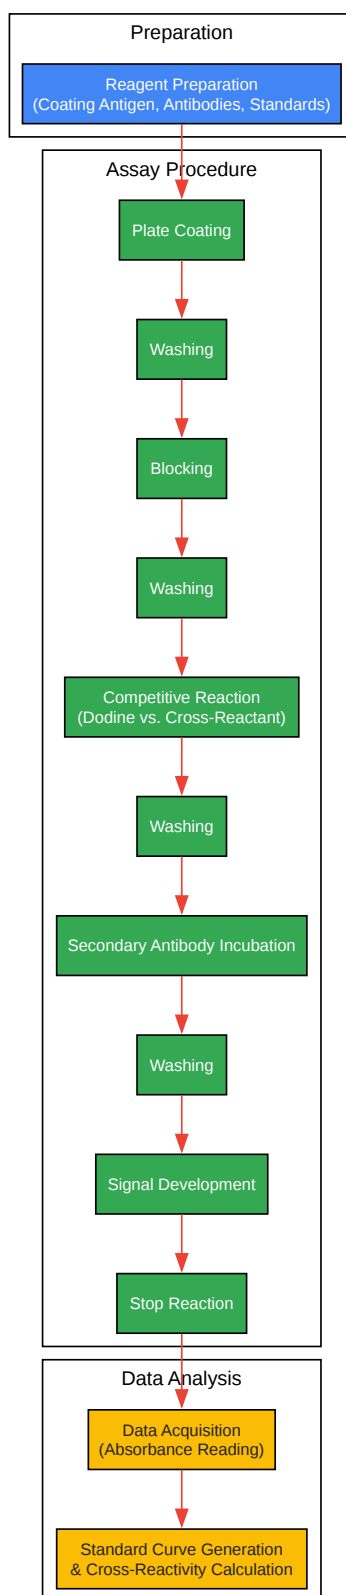 Preparation
Reagent Preparation
(Coating Antigen, Antibodies, Standards)
Assay Procedure
Plate Coating
Washing
Blocking
Washing
Competitive Reaction
(Dodine vs. Cross-Reactant)
Washing
Secondary Antibody Incubation
Washing
Signal Development
Stop Reaction
Data Analysis
Data Acquisition
(Absorbance Reading)
Standard Curve Generation
& Cross-Reactivity Calculation